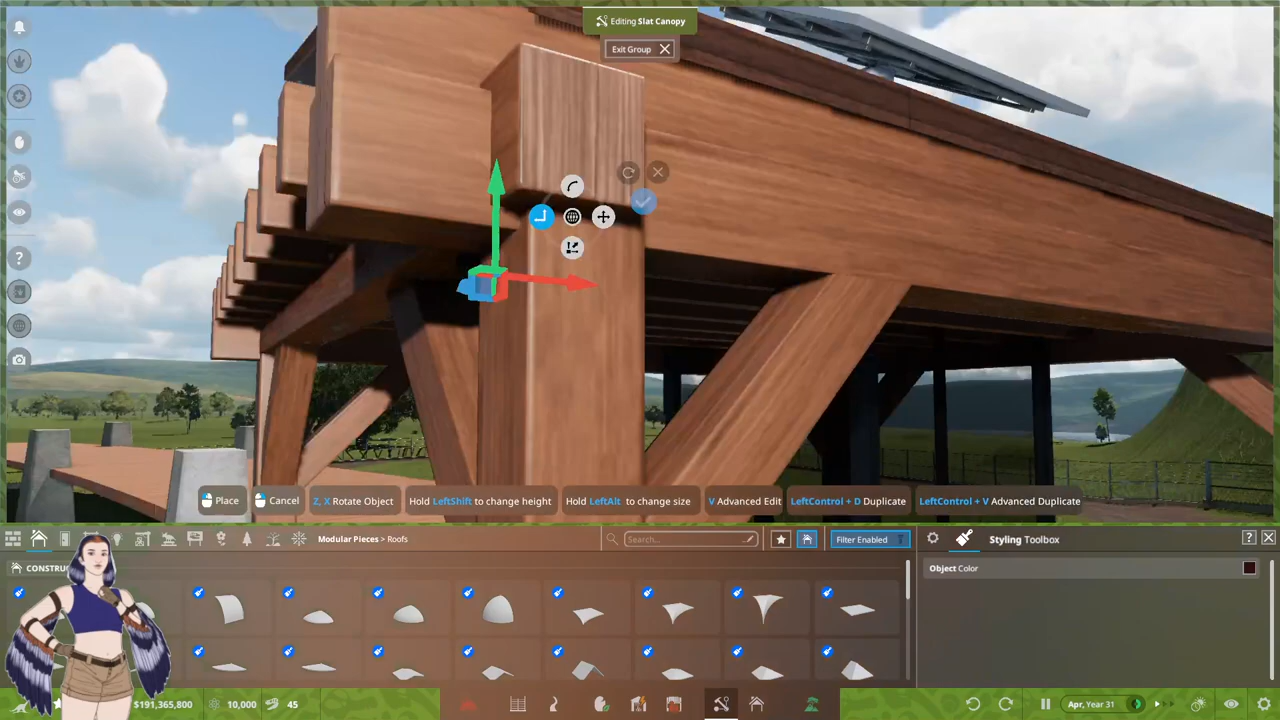 Editing Slat Canopy
Exit Group
Place
Cancel
Z, X Rotate Object
Hold LeftShift to change height
Hold LeftAlt to change size
V Advanced Edit
LeftControl + D Duplicate
LeftControl + V Advanced Duplicate
Modular Pieces > Roofs
Search...
Filter Enabled
Styling Toolbox
?
CONSTRU
Object Color
$191,365,800
10,000
45
Apr, Year 31